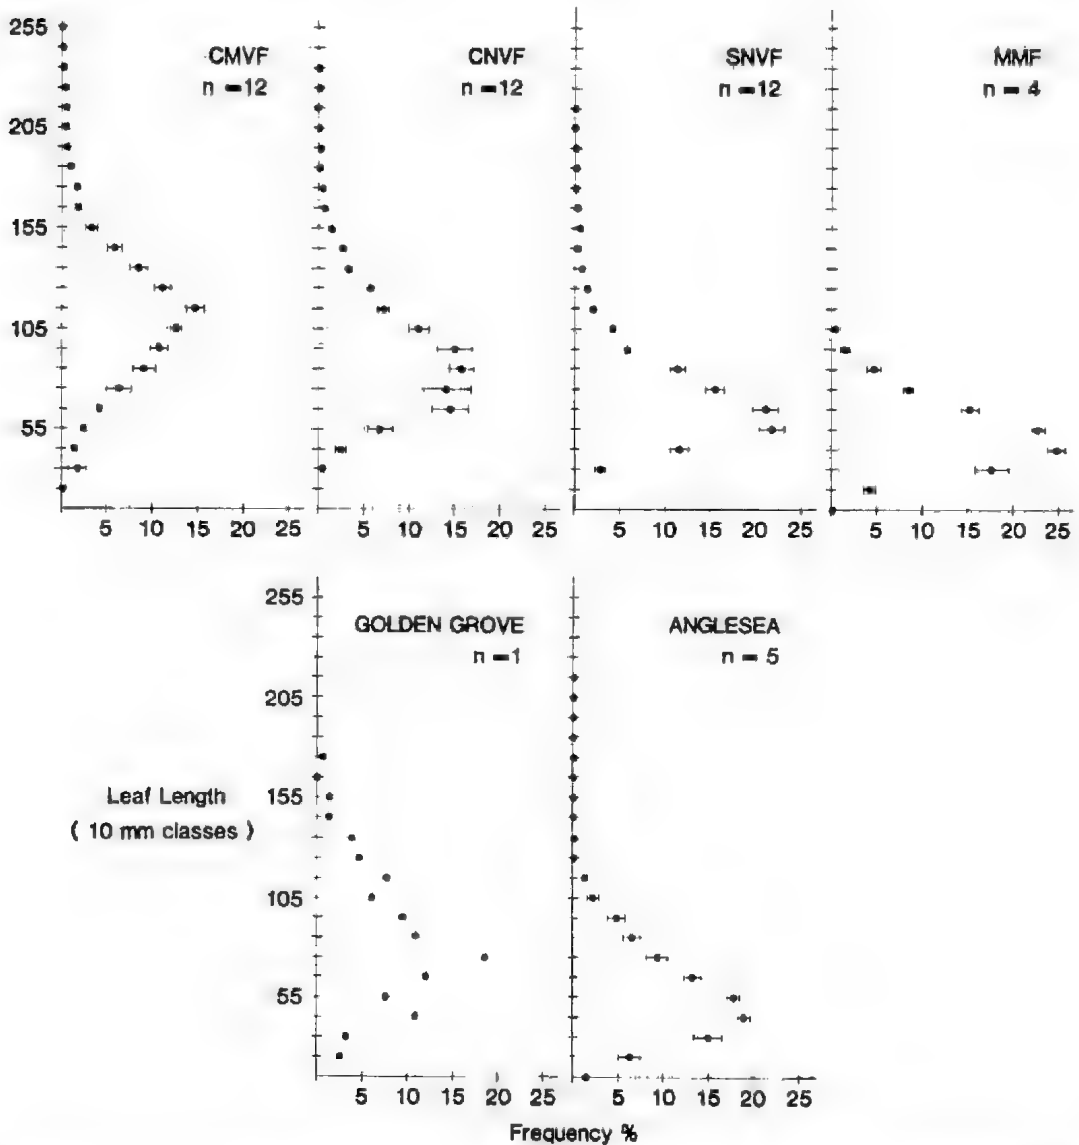 CMVF
n = 12
CNVF
n = 12
SNVF
n = 12
MMF
n = 4
255
205
155
105
55
5 10 15 20 25
5 10 15 20 25
5 10 15 20 25
5 10 15 20 25
GOLDEN GROVE
n = 1
ANGLESEA
n = 5
Leaf Length
( 10 mm classes )
255
205
155
105
55
5 10 15 20 25
5 10 15 20 25
Frequency %